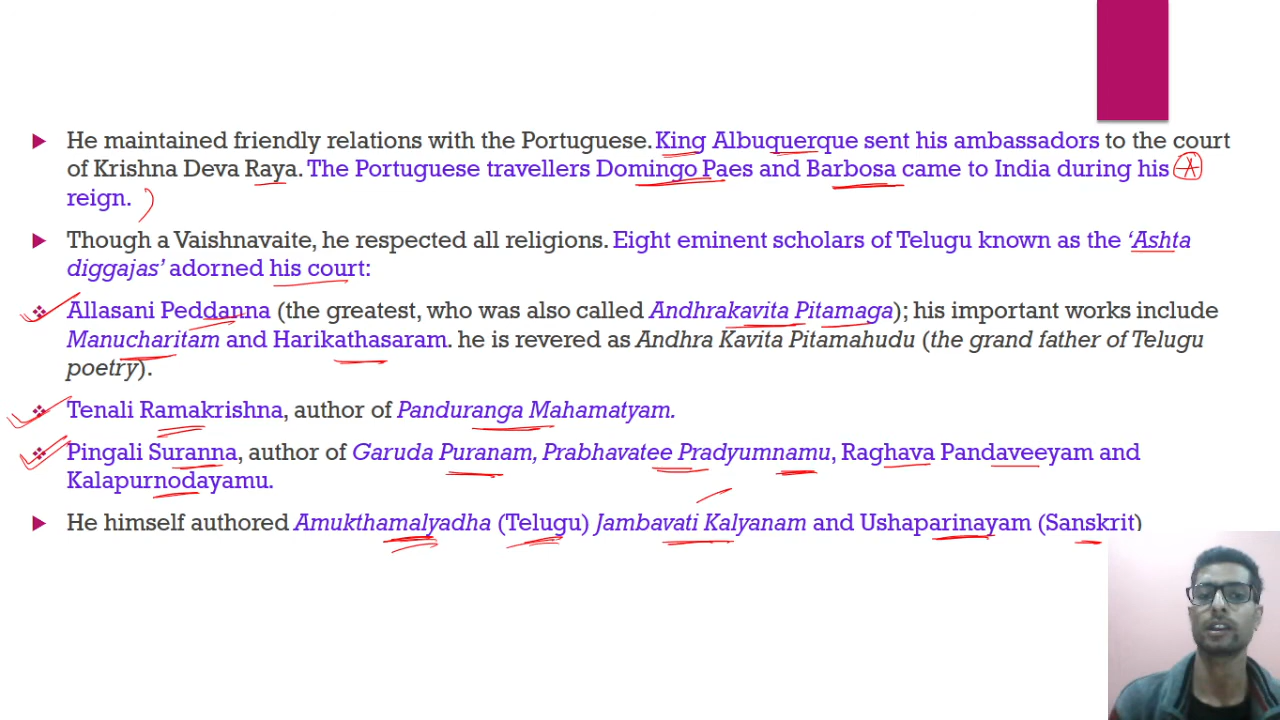 He maintained friendly relations with the Portuguese. King Albuquerque sent his ambassadors to the court
of Krishna Deva Raya. The Portuguese travellers Domingo Paes and Barbosa came to India during his A
reign.
Though a Vaishnavaite, he respected all religions. Eight eminent scholars of Telugu known as the ‘Ashta
diggajas’ adorned his court:
Allasani Peddanna (the greatest, who was also called Andhrakavita Pitamaga); his important works include
Manucharitam and Harikathasaram. he is revered as Andhra Kavita Pitamahudu (the grand father of Telugu
poetry).
Tenali Ramakrishna, author of Panduranga Mahamatyam.
Pingali Suranna, author of Garuda Puranam, Prabhavatee Pradyumnamu, Raghava Pandaveeyam and
Kalapurnodayamu.
He himself authored Amukthamalyadha (Telugu) Jambavati Kalyanam and Ushaparinayam (Sanskrit)